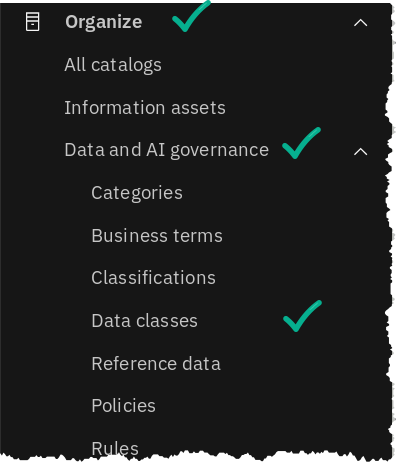 Organize
All catalogs
Information assets
Data and AI governance
Categories
Business terms
Classifications
Data classes
Reference data
Policies
Rules